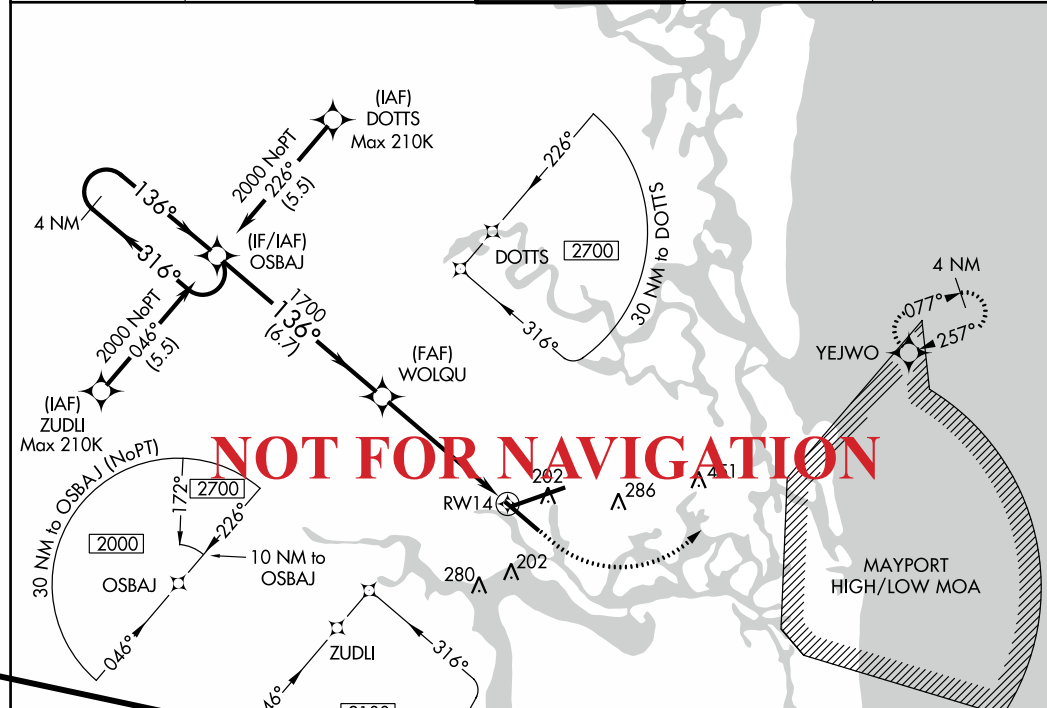 (IAF)
DOTTS
Max 210K
2000 NoPT
226°
(5.5)
136°
4 NM
316°
(IF/IAF)
OSBAJ
2000 NoPT
046°
(5.5)
(IAF)
ZUDLI
Max 210K
1700
136°
(6.7)
(FAF)
WOLQU
226°
DOTTS
2700
316°
30 NM to DOTTS
4 NM
077°
257°
YEJWO
NOT FOR NAVIGATION
RW14
286
451
280
202
MAYPORT
HIGH/LOW MOA
30 NM to OSBAJ (NoPT)
172°
2700
226°
2000
10 NM to
OSBAJ
OSBAJ
046°
ZUDLI
316°